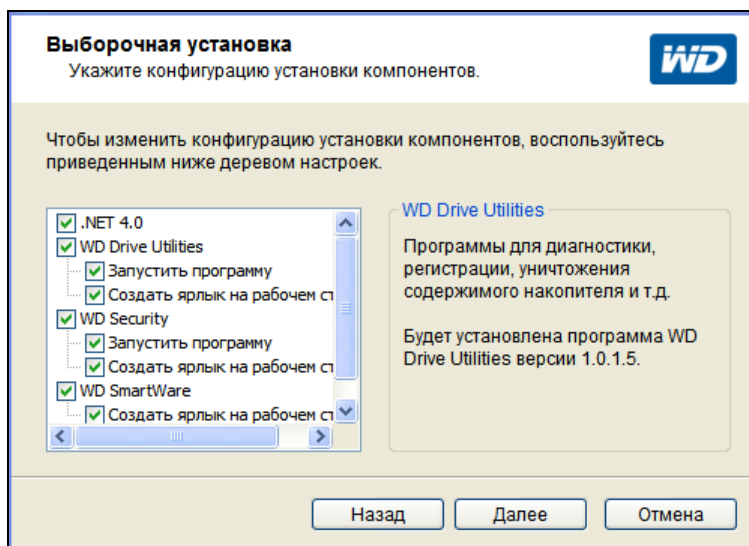 Выборочная установка
Укажите конфигурацию установки компонентов.
WD
Чтобы изменить конфигурацию установки компонентов, воспользуйтесь
приведенным ниже деревом настроек.
.NET 4.0
WD Drive Utilities
Запустить программу
Создать ярлык на рабочем ст
WD Security
Запустить программу
Создать ярлык на рабочем ст
WD SmartWare
Создать ярлык на рабочем ст
WD Drive Utilities
Программы для диагностики,
регистрации, уничтожения
содержимого накопителя и т.д.
Будет установлена программа WD
Drive Utilities версии 1.0.1.5.
Назад
Далее
Отмена